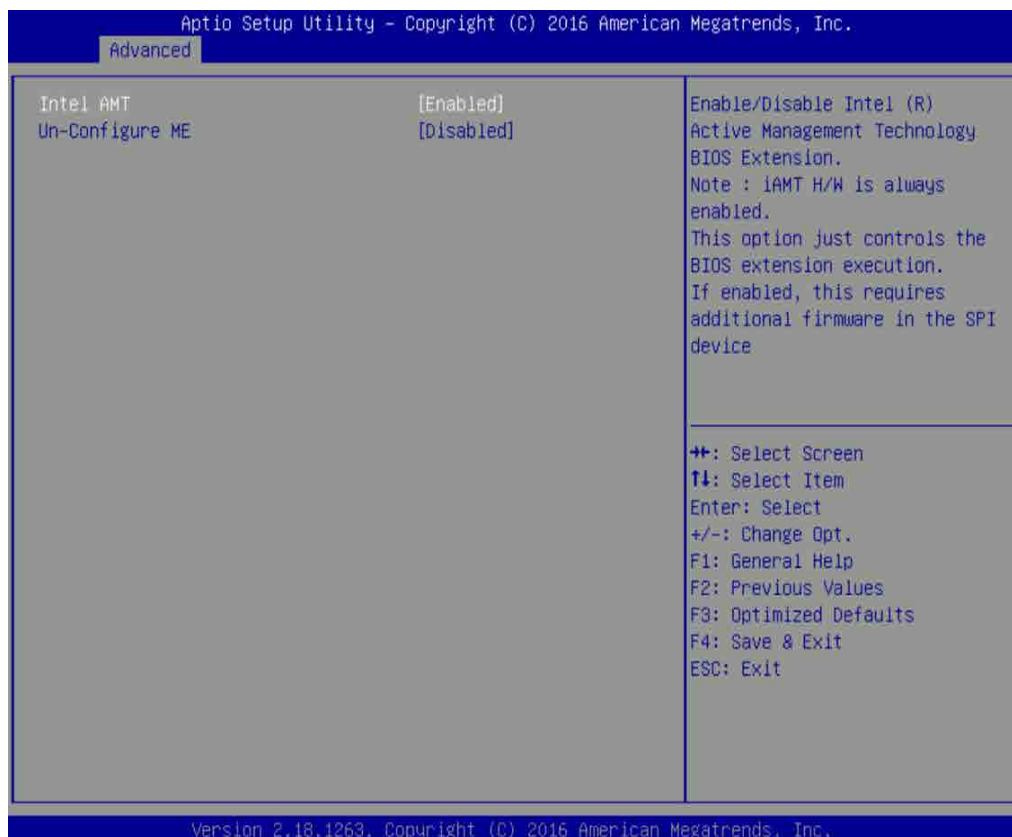 Aptio Setup Utility – Copyright (C) 2016 American Megatrends, Inc.
Advanced
Intel AMT [Enabled]
Un-Configure ME [Disabled]
Enable/Disable Intel (R)
Active Management Technology
BIOS Extension.
Note : iAMT H/W is always
enabled.
This option just controls the
BIOS extension execution.
If enabled, this requires
additional firmware in the SPI
device
→←: Select Screen
↑↓: Select Item
Enter: Select
+/-: Change Opt.
F1: General Help
F2: Previous Values
F3: Optimized Defaults
F4: Save & Exit
ESC: Exit
Version 2.18.1263. Copyright (C) 2016 American Megatrends, Inc.